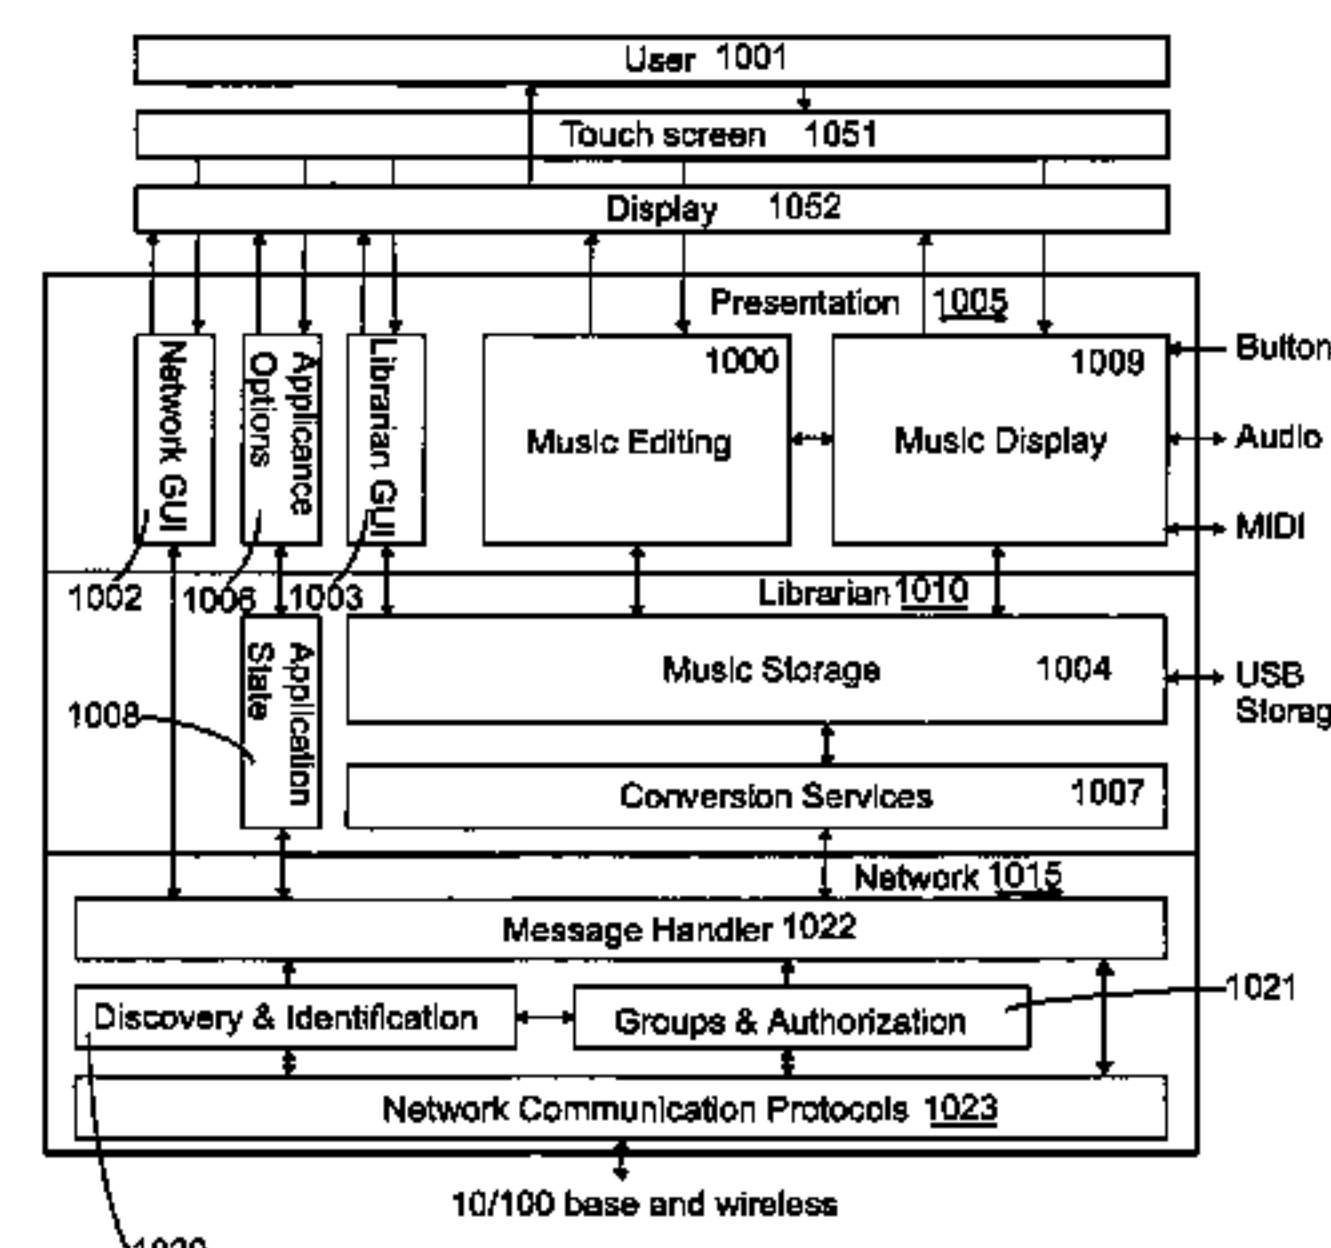 User 1001
Touch screen 1051
Display 1052
Presentation 1005
Network GUI
Applicance
Options
Librarian GUI
1000
Music Editing
1009
Music Display
Button
Audio
MIDI
1002
1006
1003
Librarian 1010
Application
State
Music Storage 1004
USB
Storag
1008
Conversion Services 1007
Network 1015
Message Handler 1022
Discovery & Identification
Groups & Authorization
1021
Network Communication Protocols 1023
10/100 base and wireless